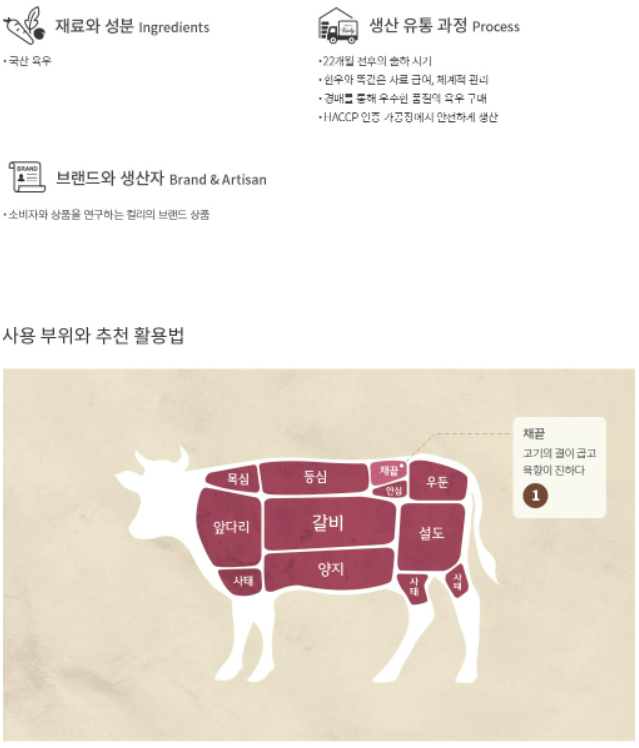 재료와 성분 Ingredients
• 국산 육우
생산 유통 과정 Process
• 22개월 전후의 출하 시기
• 한우와 똑같은 사료 급여, 체계적 관리
• 경매를 통해 우수한 품질의 육우 구매
• HACCP 인증 가공장에서 안전하게 생산
BRAND
브랜드와 생산자 Brand & Artisan
• 소비자와 상품을 연구하는 컬리의 브랜드 상품
사용 부위와 추천 활용법
채끝
고기의 결이 곱고
육향이 진하다
1
목심
등심
채끝
안심
우둔
앞다리
갈비
설도
사태
양지
사태
사태